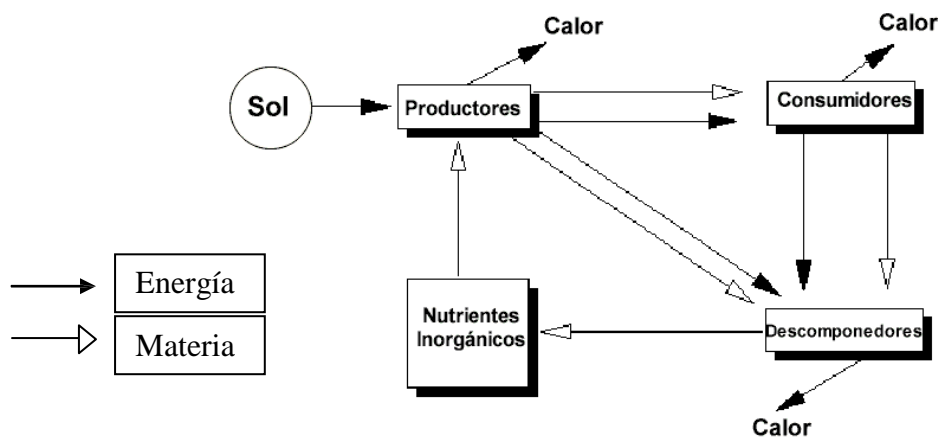 Calor
Calor
Sol
Productores
Consumidores
Energía
Materia
Nutrientes
Inorgánicos
Descomponedores
Calor